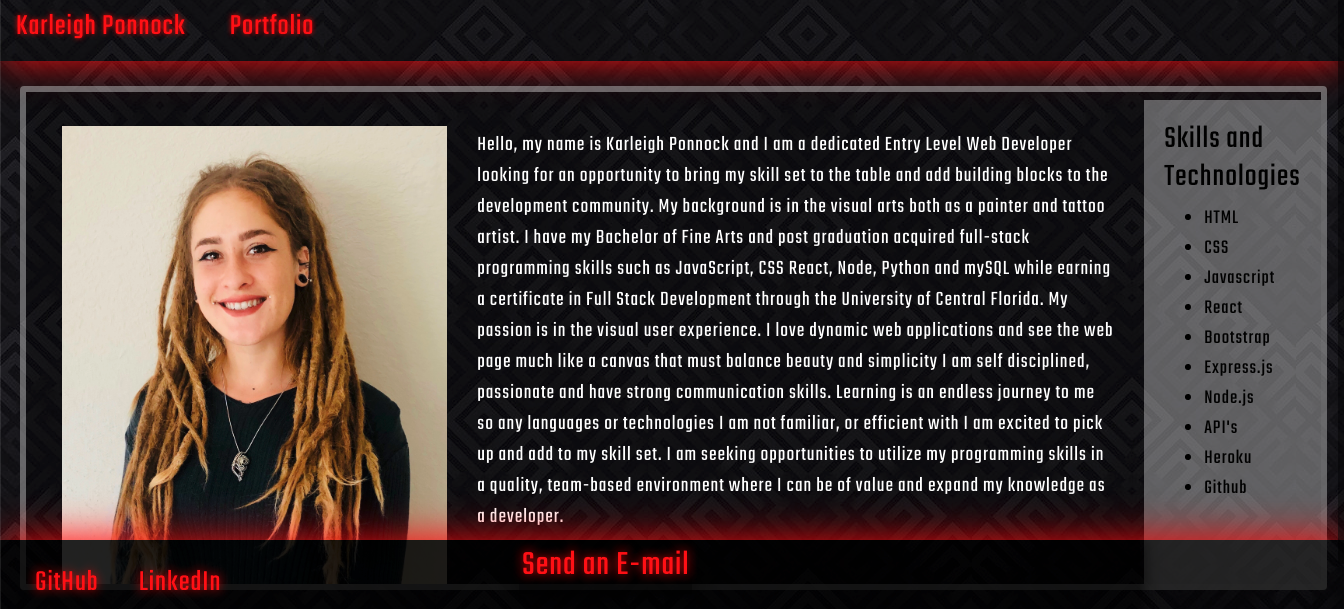 Karleigh Ponnock Portfolio
Hello, my name is Karleigh Ponnock and I am a dedicated Entry Level Web Developer
looking for an opportunity to bring my skill set to the table and add building blocks to the
development community. My background is in the visual arts both as a painter and tattoo
artist. I have my Bachelor of Fine Arts and post graduation acquired full-stack
programming skills such as JavaScript, CSS React, Node, Python and mySQL while earning
a certificate in Full Stack Development through the University of Central Florida. My
passion is in the visual user experience. I love dynamic web applications and see the web
page much like a canvas that must balance beauty and simplicity I am self disciplined,
passionate and have strong communication skills. Learning is an endless journey to me
so any languages or technologies I am not familiar, or efficient with I am excited to pick
up and add to my skill set. I am seeking opportunities to utilize my programming skills in
a quality, team-based environment where I can be of value and expand my knowledge as
a developer.
Skills and
Technologies
HTML
CSS
Javascript
React
Bootstrap
Express.js
Node.js
API's
Heroku
Github
Send an E-mail
GitHub LinkedIn